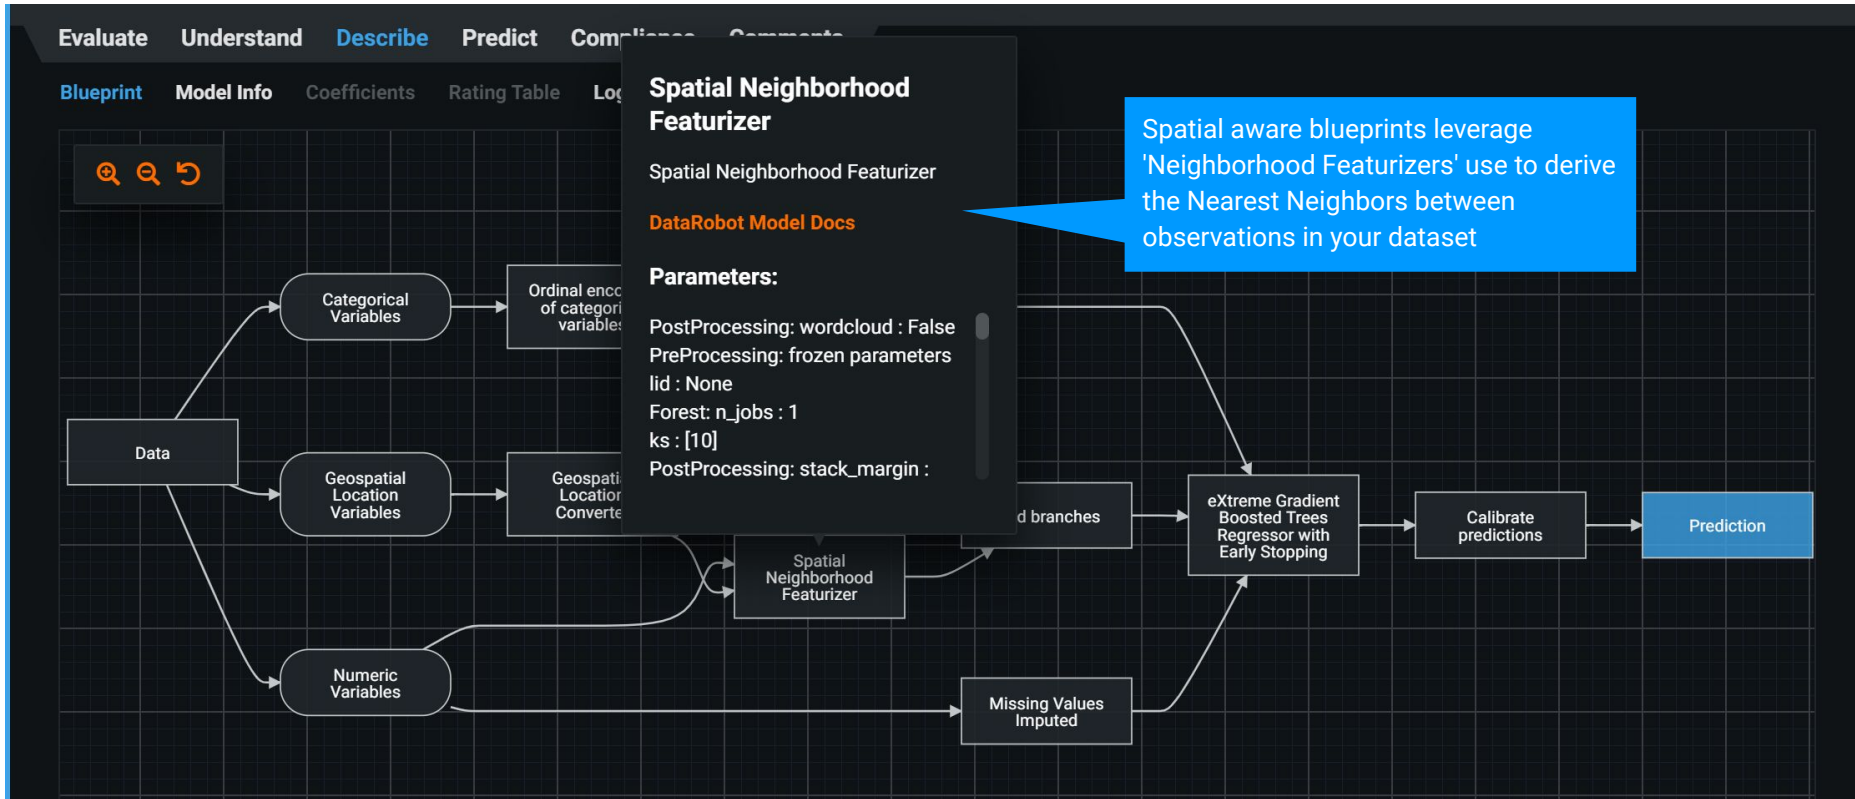 Evaluate Understand Describe Predict
Blueprint Model Info Coefficients Rating Table
Spatial Neighborhood
Featurizer
Spatial Neighborhood Featurizer
DataRobot Model Docs
Parameters:
PostProcessing: wordcloud : False
PreProcessing: frozen parameters
lid : None
Forest: n_jobs : 1
ks : [10]
PostProcessing: stack_margin :
Spatial aware blueprints leverage
'Neighborhood Featurizers' use to derive
the Nearest Neighbors between
observations in your dataset
Categorical
Variables
Ordinal
of
Data
Geospatial
Location
Variables
Numeric
Variables
Spatial
Neighborhood
Featurizer
branches
Missing Values
Imputed
eXtreme Gradient
Boosted Trees
Regressor with
Early Stopping
Calibrate
predictions
Prediction